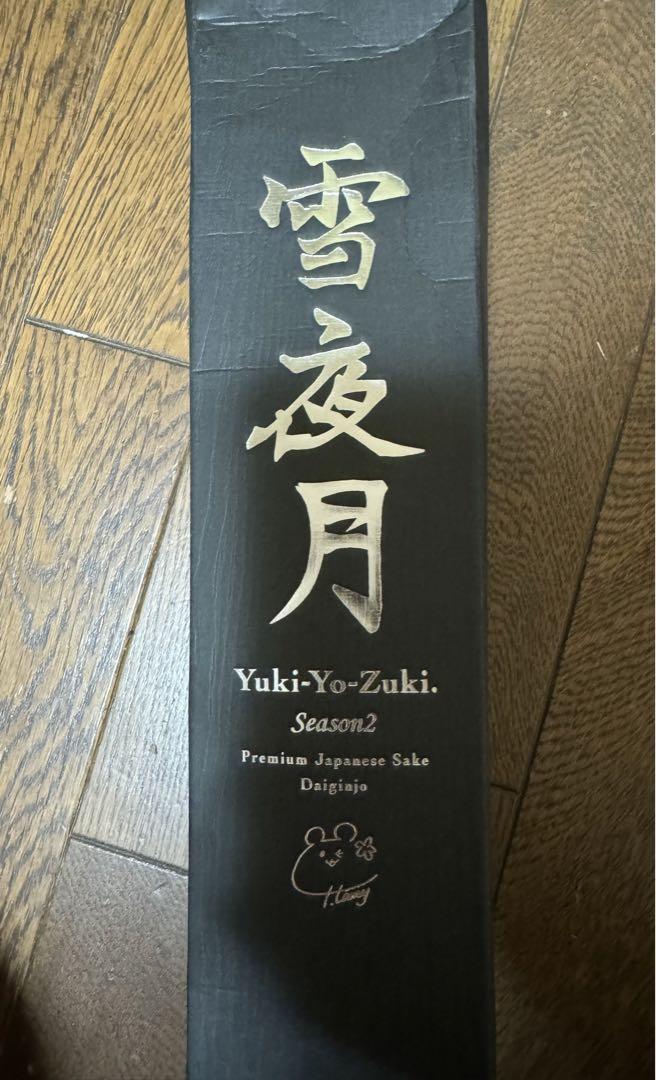 雪夜月
Yuki-Yo-Zuki.
Season2
Premium Japanese Sake
Daiginjo